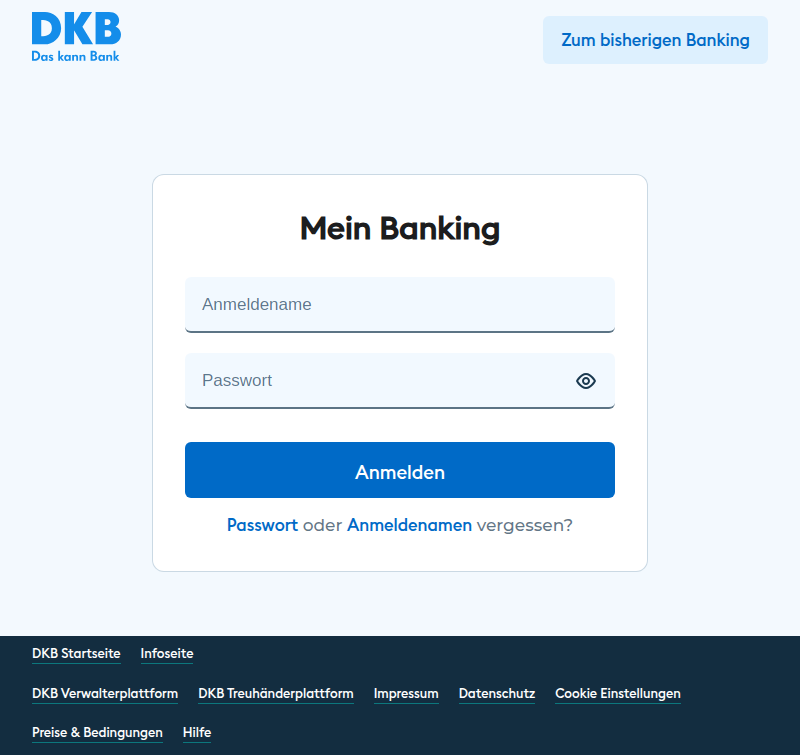 DKB
Das kann Bank
Zum bisherigen Banking
Mein Banking
Anmeldename
Passwort
Anmelden
Passwort oder Anmeldenamen vergessen?
DKB Startseite Infoseite
DKB Verwalterplattform DKB Treuhänderplattform Impressum Datenschutz Cookie Einstellungen
Preise & Bedingungen Hilfe